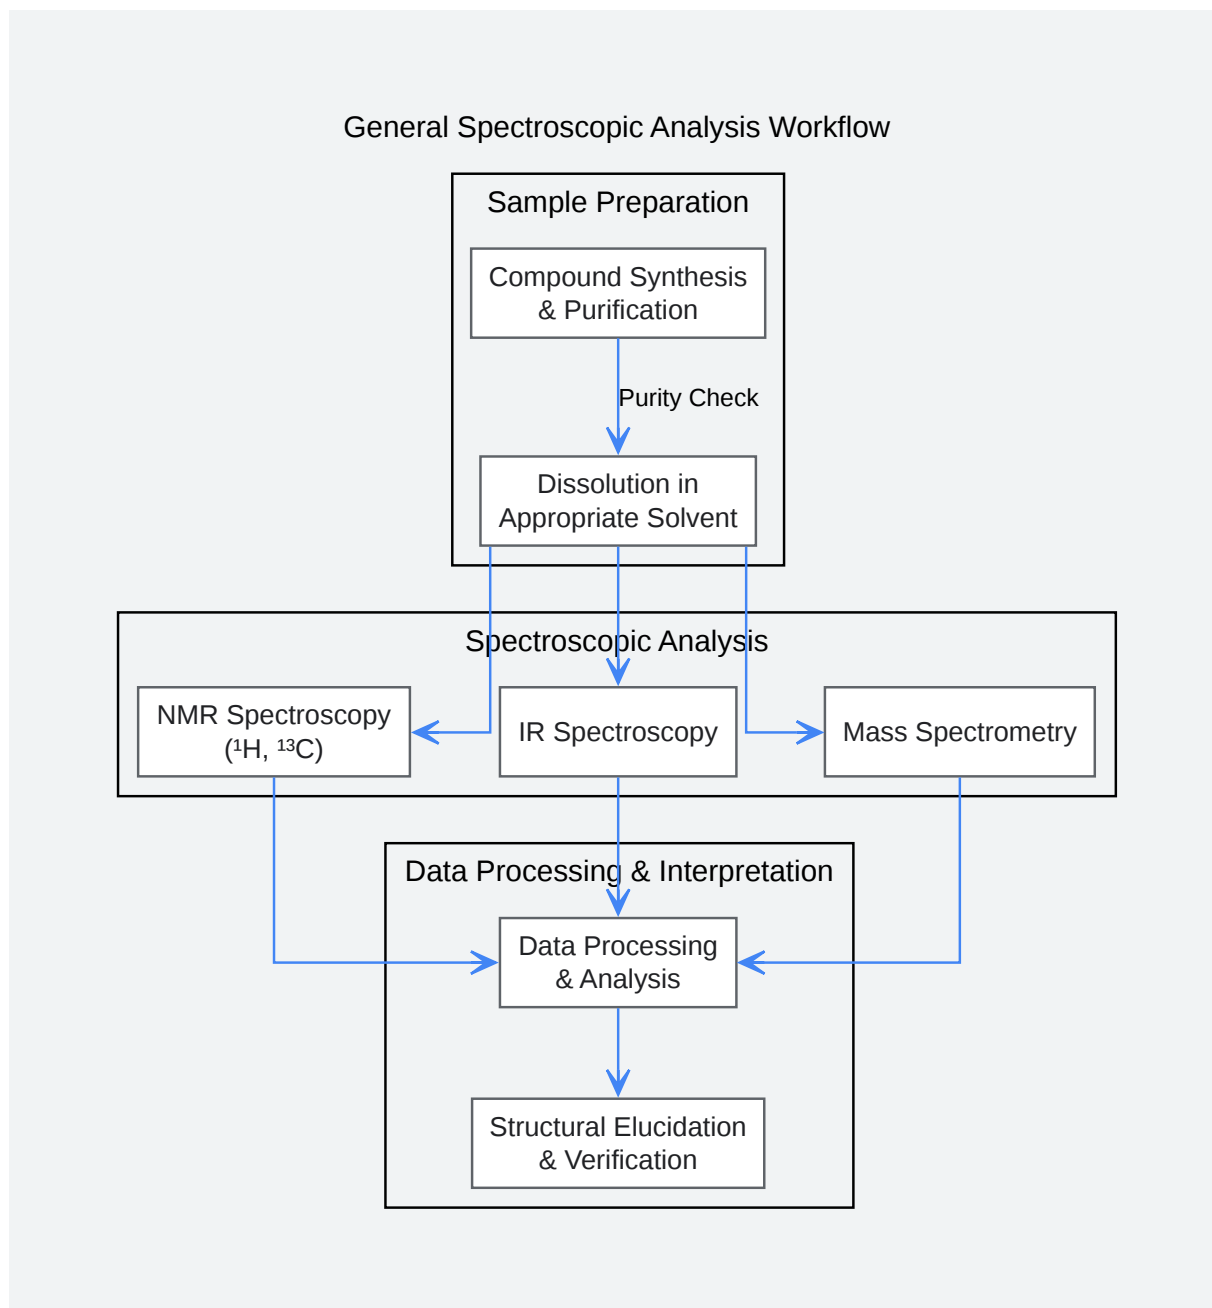 General Spectroscopic Analysis Workflow
Sample Preparation
Compound Synthesis
& Purification
Purity Check
Dissolution in
Appropriate Solvent
Spectroscopic Analysis
NMR Spectroscopy
(¹H, ¹³C)
IR Spectroscopy
Mass Spectrometry
Data Processing & Interpretation
Data Processing
& Analysis
Structural Elucidation
& Verification